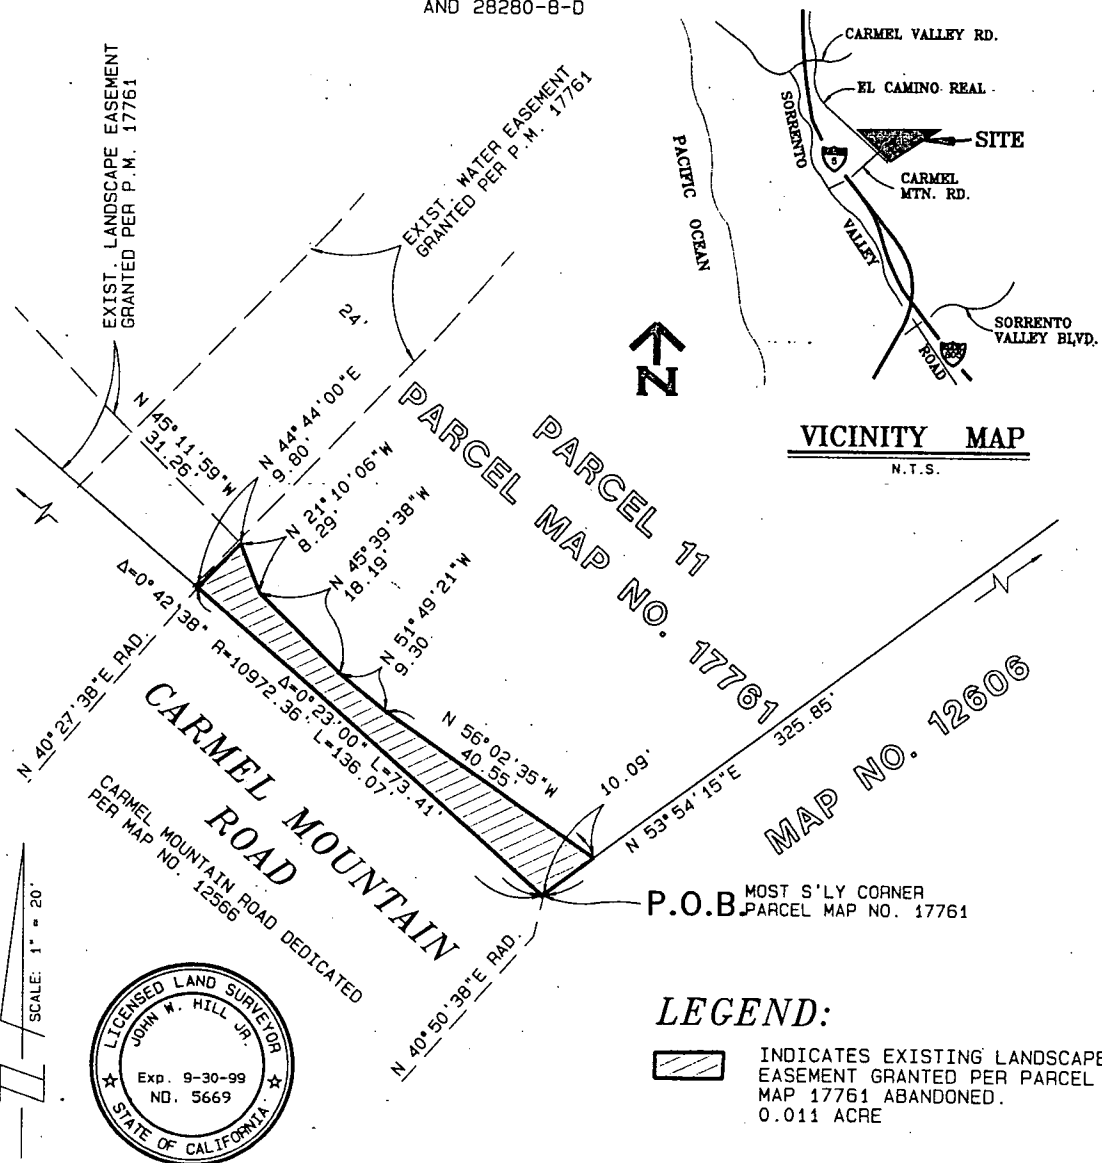 AND 28280-8-D
EXIST. LANDSCAPE EASEMENT
GRANTED PER P.M. 17761
EXIST. WATER EASEMENT
GRANTED PER P.M. 17761
24'
CARMEL VALLEY RD.
EL CAMINO REAL
SORRENTO
VALLEY
ROAD
5
SITE
CARMEL
MTN. RD.
PACIFIC OCEAN
SORRENTO
VALLEY BLVD.
805
N
VICINITY MAP
N.T.S.
N 45°11'59"W
31.26'
N 44°44'00"E
9.80'
N 21°10'06"W
8.29'
N 45°39'38"W
18.19'
N 51°49'21"W
9.30'
N 56°02'35"W
40.55'
10.09'
PARCEL 11
PARCEL MAP NO. 17761
Δ=0°42'38" R=10972.36' L=136.07'
Δ=0°23'00" L=73.41'
N 40°27'38"E RAD.
CARMEL MOUNTAIN
ROAD
CARMEL MOUNTAIN ROAD DEDICATED
PER MAP NO. 12566
N 53°54'15"E 325.85'
MAP NO. 12606
P.O.B. MOST S'LY CORNER
PARCEL MAP NO. 17761
N 40°50'38"E RAD.
SCALE: 1" = 20'
LICENSED LAND SURVEYOR
JOHN W. HILL JR.
Exp. 9-30-99
NO. 5669
STATE OF CALIFORNIA
LEGEND:
INDICATES EXISTING LANDSCAPE
EASEMENT GRANTED PER PARCEL
MAP 17761 ABANDONED.
0.011 ACRE